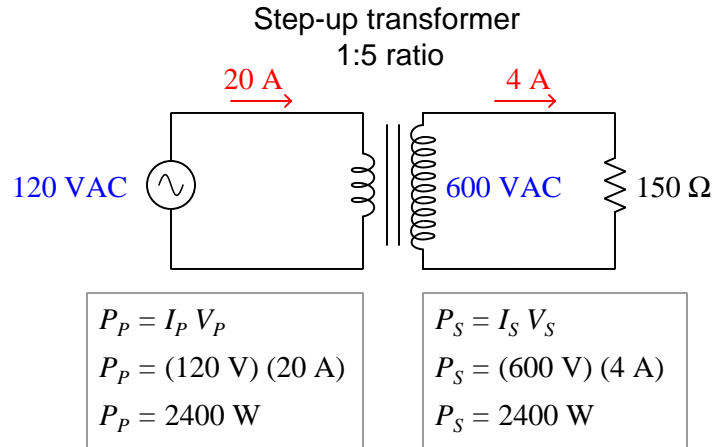 Step-up transformer
1:5 ratio
20 A
4 A
120 VAC
600 VAC
150 Ω
P_P = I_P V_P
P_P = (120 V) (20 A)
P_P = 2400 W
P_S = I_S V_S
P_S = (600 V) (4 A)
P_S = 2400 W